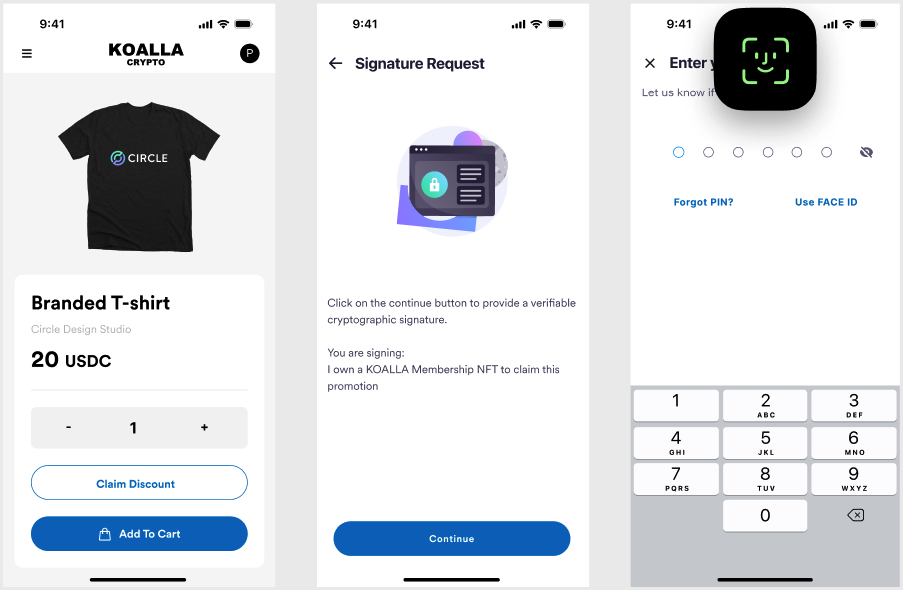 9:41
KOALLA
CRYPTO
P
CIRCLE
Branded T-shirt
Circle Design Studio
20 USDC
- 1 +
Claim Discount
Add To Cart
9:41
Signature Request
Click on the continue button to provide a verifiable
cryptographic signature.
You are signing:
I own a KOALLA Membership NFT to claim this
promotion
Continue
9:41
Enter
Let us know if
Forgot PIN? Use FACE ID
1 2 3
ABC DEF
4 5 6
GHI JKL MNO
7 8 9
PQRS TUV WXYZ
0